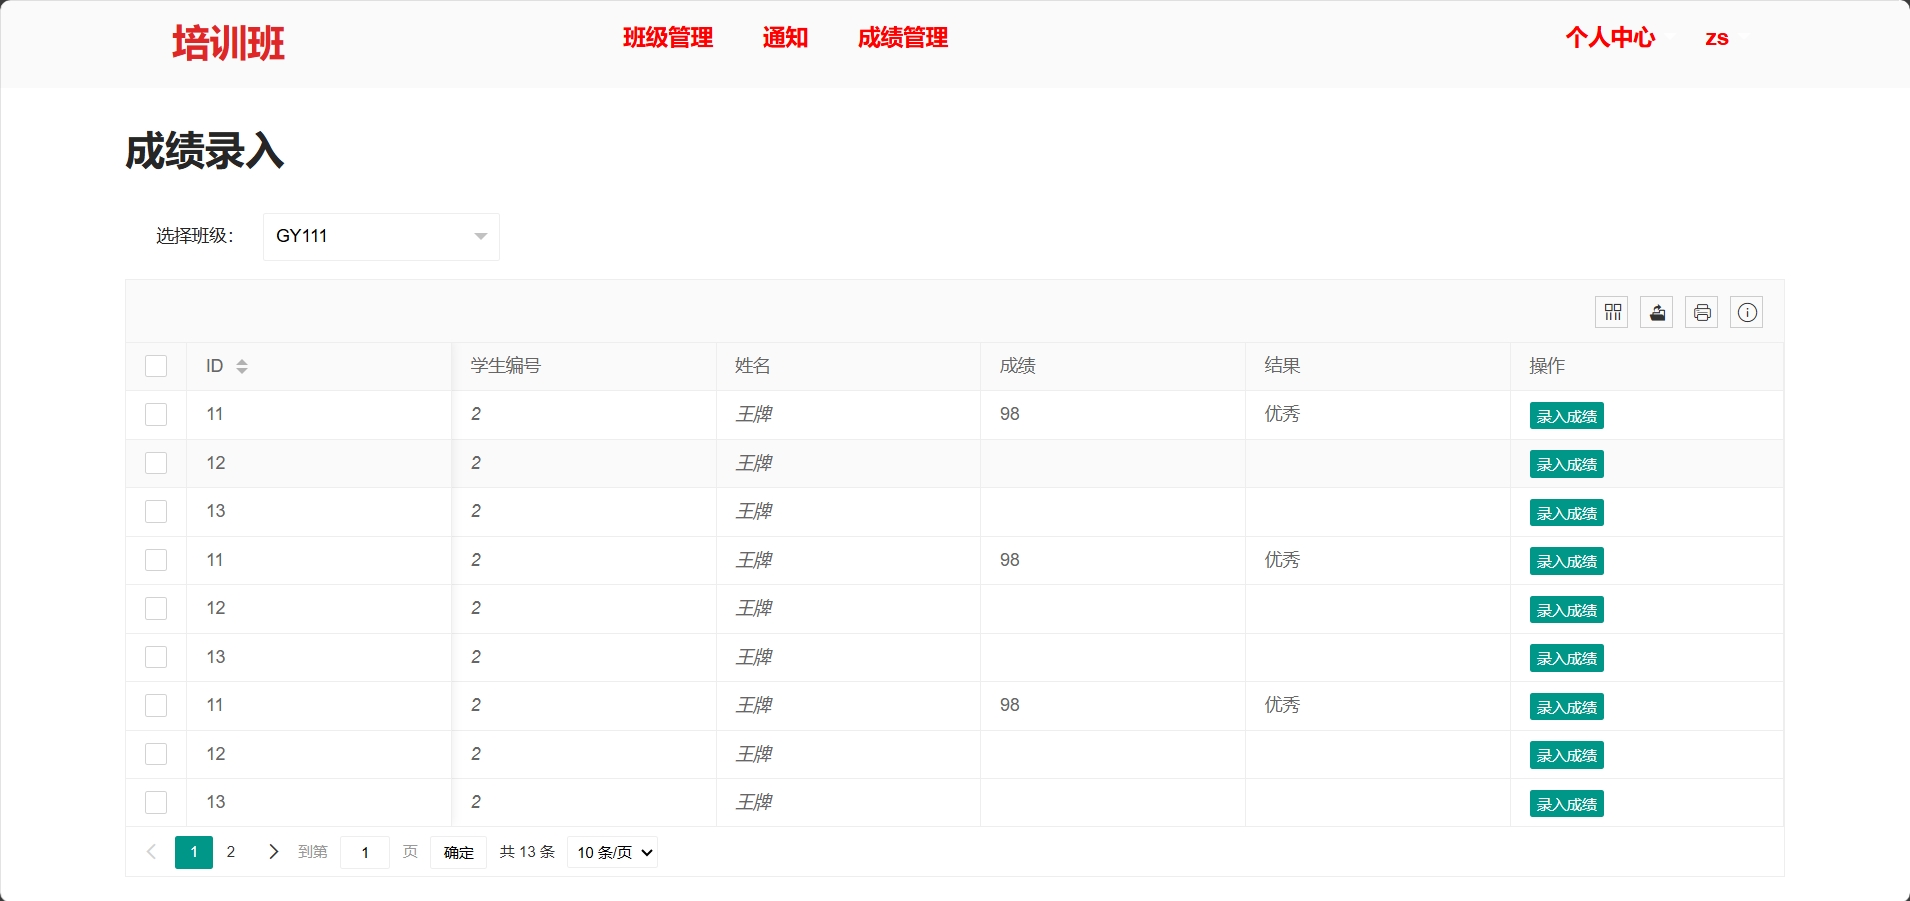 培训班 班级管理 通知 成绩管理 个人中心 zs
成绩录入
选择班级： GY111
ID 学生编号 姓名 成绩 结果 操作
11 2 王牌 98 优秀 录入成绩
12 2 王牌 录入成绩
13 2 王牌 录入成绩
11 2 王牌 98 优秀 录入成绩
12 2 王牌 录入成绩
13 2 王牌 录入成绩
11 2 王牌 98 优秀 录入成绩
12 2 王牌 录入成绩
13 2 王牌 录入成绩
1 2 到第 1 页 确定 共 13 条 10 条/页